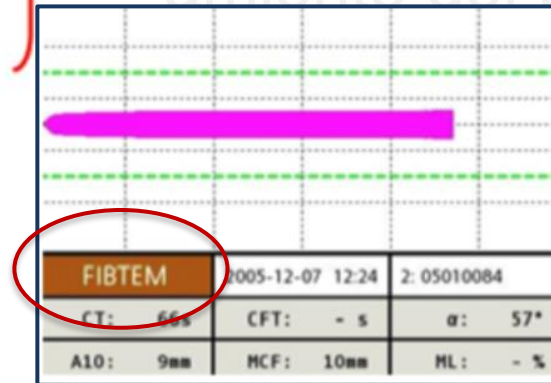 FIBTEM 2005-12-07 12:24 2: 05010084
CT: 66s CFT: - s α: 57°
A10: 9mm MCF: 10mm ML: - %